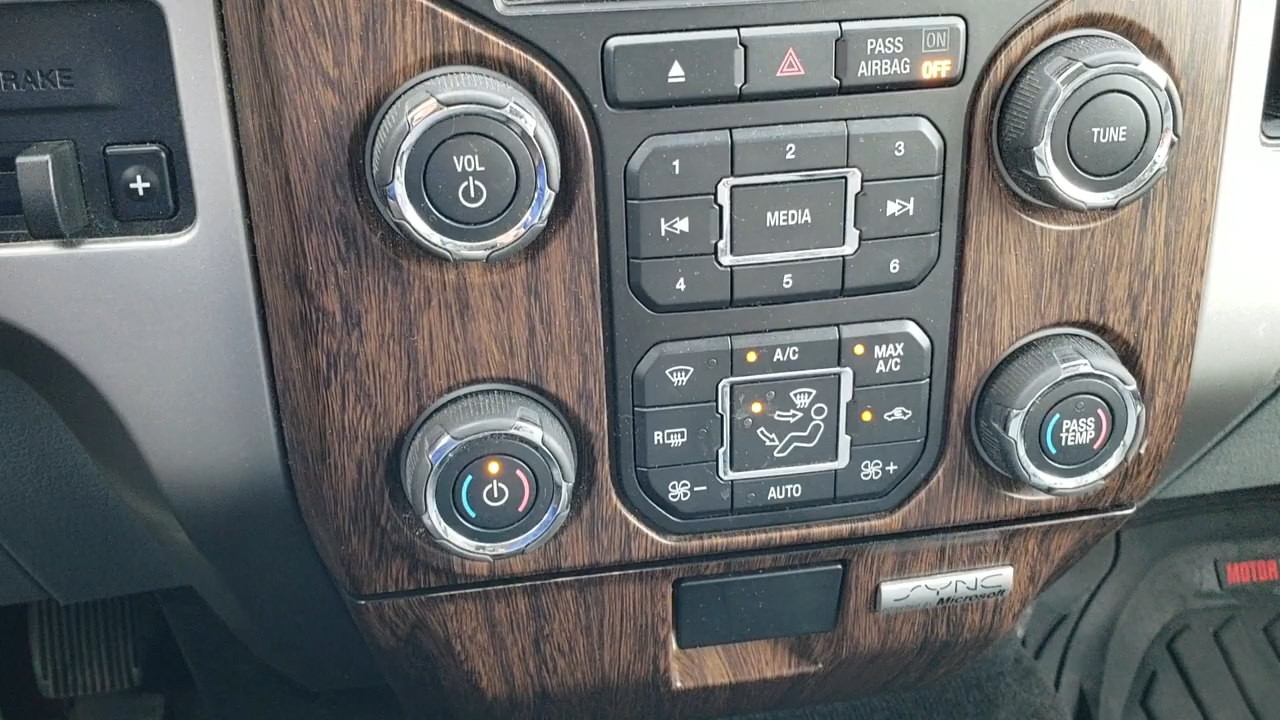 RAKE
+
VOL
PASS
AIRBAG
ON
OFF
TUNE
1
2
3
MEDIA
4
5
6
A/C
MAX
A/C
R
PASS
TEMP
−
AUTO
+
SYNC
Microsoft
MOTOR